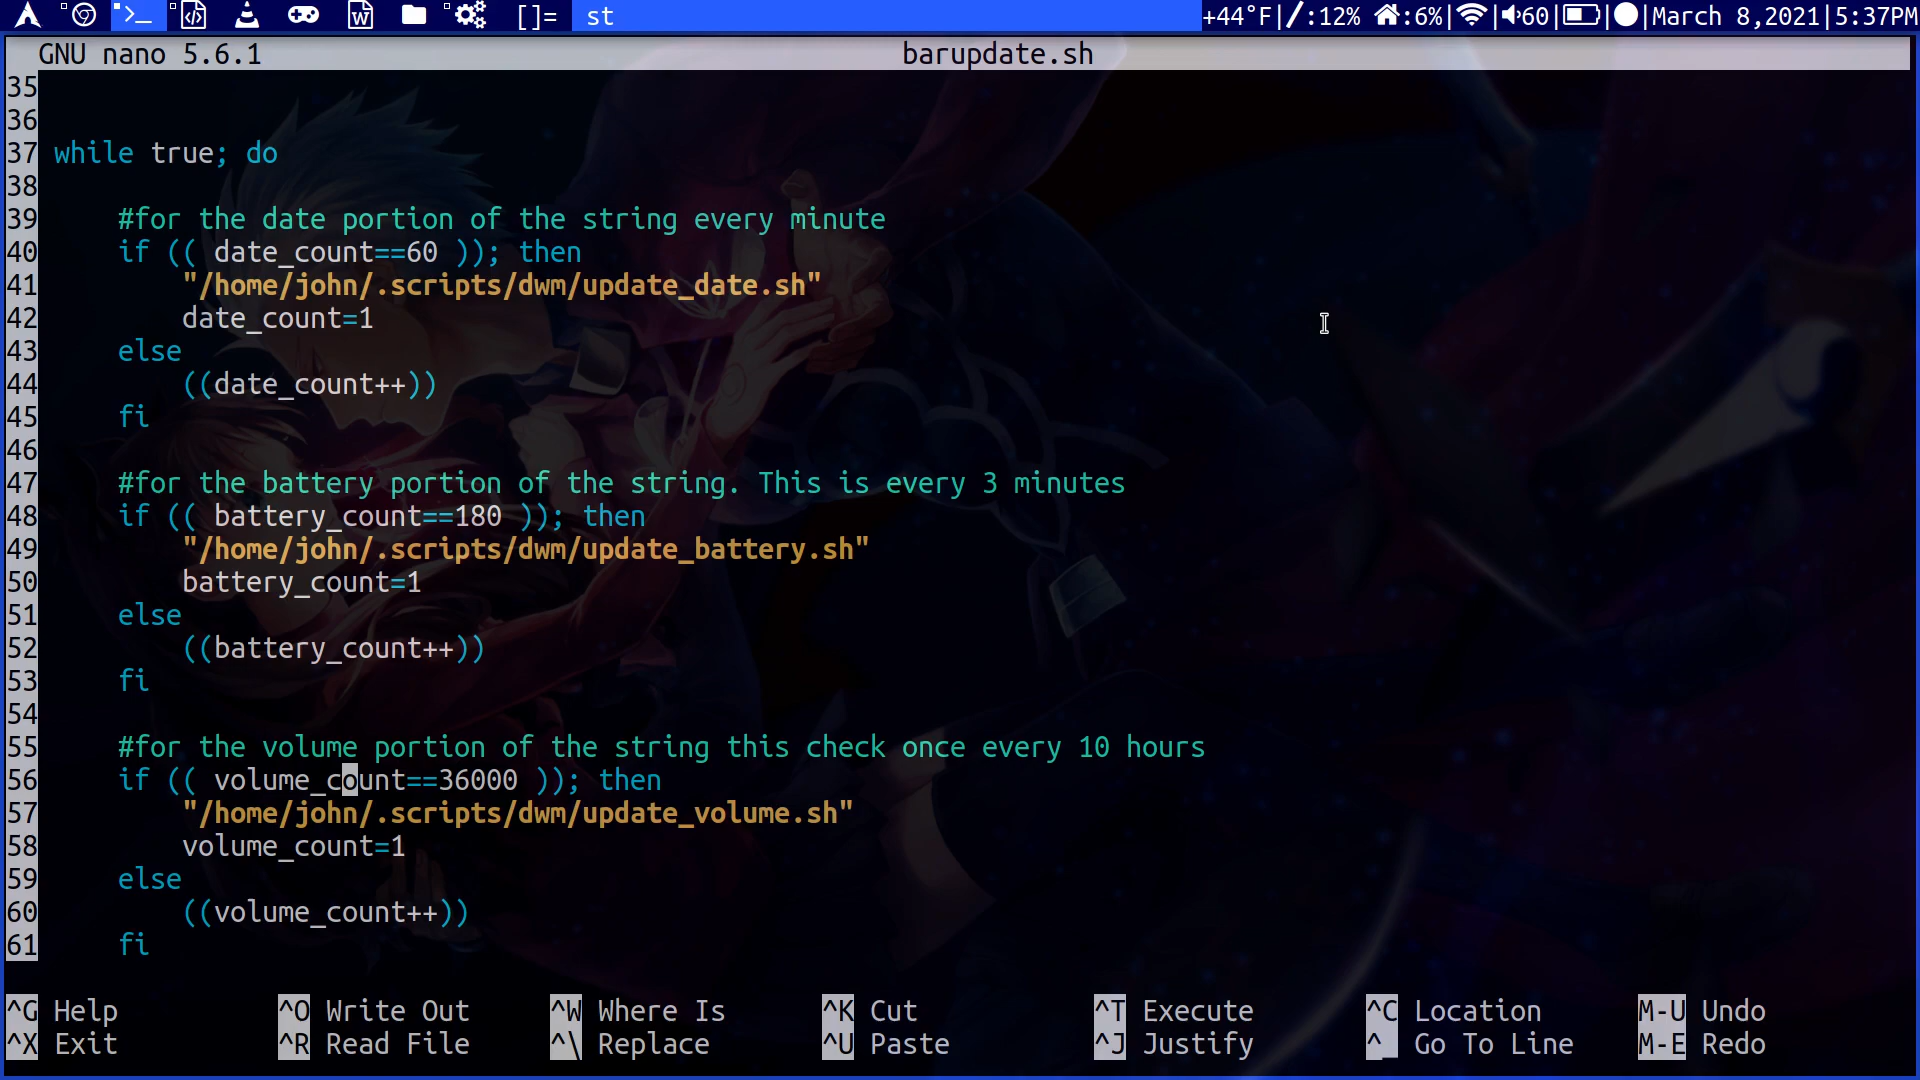 []= st +44°F|/:12% :6%| | 60| | |March 8,2021|5:37PM
GNU nano 5.6.1 barupdate.sh
35
36
37 while true; do
38
39 #for the date portion of the string every minute
40 if (( date_count==60 )); then
41 "/home/john/.scripts/dwm/update_date.sh"
42 date_count=1
43 else
44 ((date_count++))
45 fi
46
47 #for the battery portion of the string. This is every 3 minutes
48 if (( battery_count==180 )); then
49 "/home/john/.scripts/dwm/update_battery.sh"
50 battery_count=1
51 else
52 ((battery_count++))
53 fi
54
55 #for the volume portion of the string this check once every 10 hours
56 if (( volume_count==36000 )); then
57 "/home/john/.scripts/dwm/update_volume.sh"
58 volume_count=1
59 else
60 ((volume_count++))
61 fi
^G Help ^O Write Out ^W Where Is ^K Cut ^T Execute ^C Location M-U Undo
^X Exit ^R Read File ^\ Replace ^U Paste ^J Justify ^_ Go To Line M-E Redo